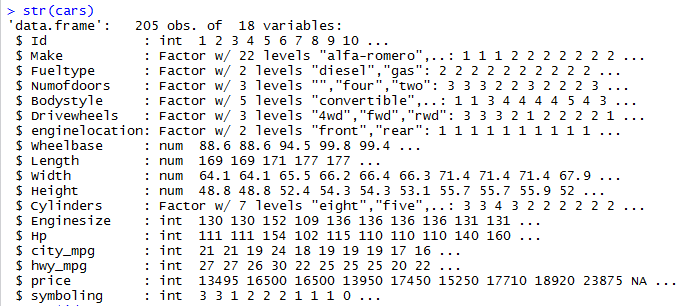 > str(cars)
'data.frame':   205 obs. of  18 variables:
 $ Id            : int  1 2 3 4 5 6 7 8 9 10 ...
 $ Make          : Factor w/ 22 levels "alfa-romero",..: 1 1 1 2 2 2 2 2 2 2 ...
 $ Fueltype      : Factor w/ 2 levels "diesel","gas": 2 2 2 2 2 2 2 2 2 2 ...
 $ Numofdoors    : Factor w/ 3 levels "","four","two": 3 3 3 2 2 3 2 2 2 3 ...
 $ Bodystyle     : Factor w/ 5 levels "convertible",..: 1 1 3 4 4 4 4 5 4 3 ...
 $ Drivewheels   : Factor w/ 3 levels "4wd","fwd","rwd": 3 3 3 2 1 2 2 2 2 1 ...
 $ enginelocation: Factor w/ 2 levels "front","rear": 1 1 1 1 1 1 1 1 1 1 ...
 $ Wheelbase     : num  88.6 88.6 94.5 99.8 99.4 ...
 $ Length        : num  169 169 171 177 177 ...
 $ Width         : num  64.1 64.1 65.5 66.2 66.4 66.3 71.4 71.4 71.4 67.9 ...
 $ Height        : num  48.8 48.8 52.4 54.3 54.3 53.1 55.7 55.7 55.9 52 ...
 $ Cylinders     : Factor w/ 7 levels "eight","five",..: 3 3 4 3 2 2 2 2 2 2 ...
 $ Enginesize    : int  130 130 152 109 136 136 136 136 131 131 ...
 $ Hp            : int  111 111 154 102 115 110 110 110 140 160 ...
 $ city_mpg      : int  21 21 19 24 18 19 19 19 17 16 ...
 $ hwy_mpg       : int  27 27 26 30 22 25 25 25 20 22 ...
 $ price         : int  13495 16500 16500 13950 17450 15250 17710 18920 23875 NA ...
 $ symboling     : int  3 3 1 2 2 2 1 1 1 0 ...